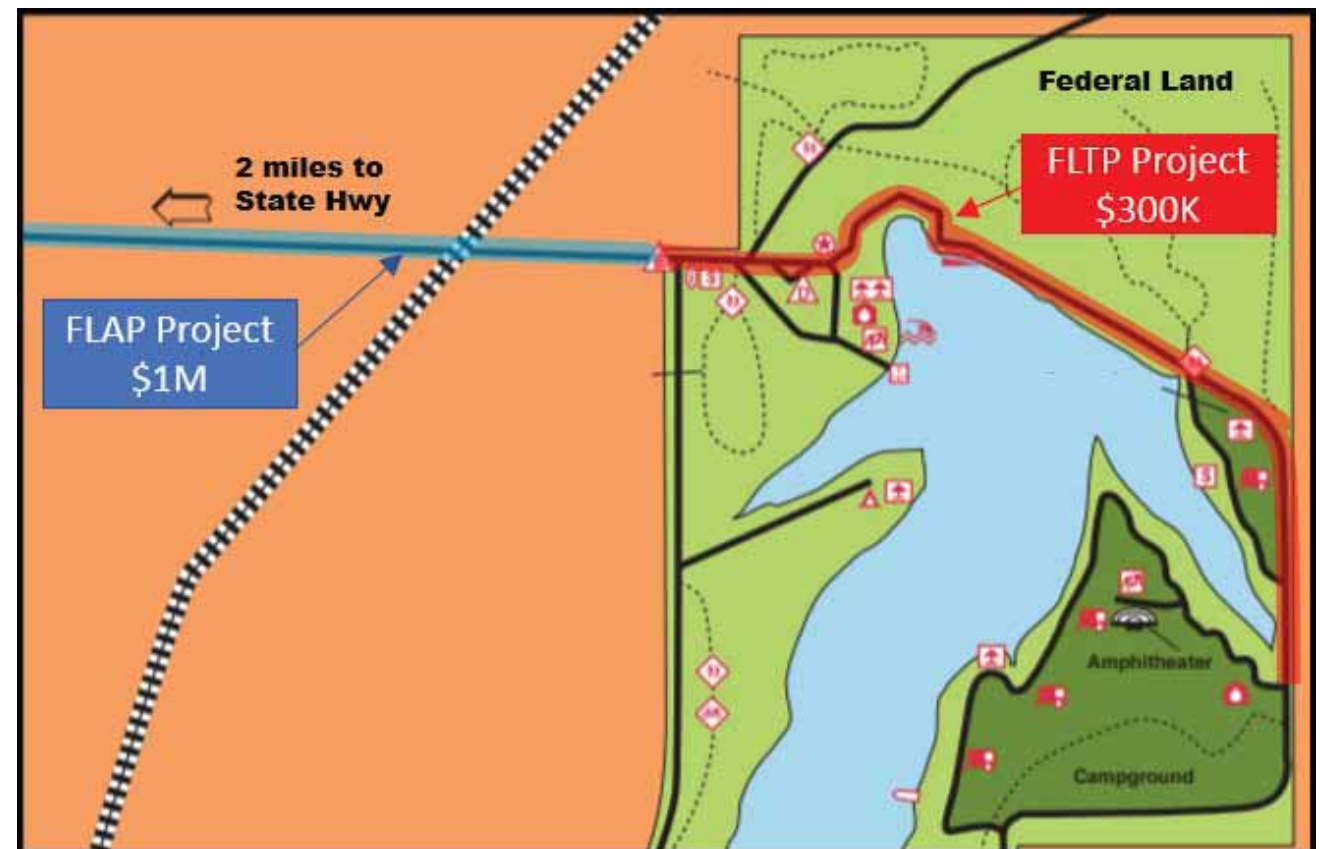 Federal Land
2 miles to
State Hwy
FLTP Project
$300K
FLAP Project
$1M
Amphitheater
Campground